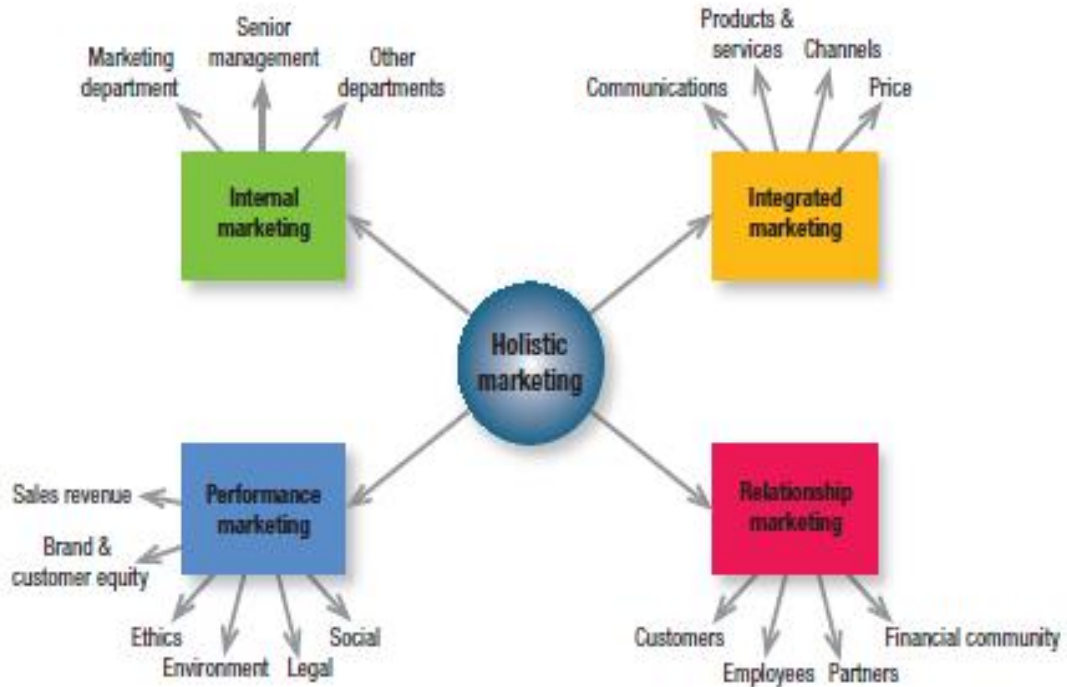 Senior
management
Marketing
department
Other
departments
Internal
marketing
Products &
services
Channels
Communications
Price
Integrated
marketing
Holistic
marketing
Performance
marketing
Sales revenue
Brand &
customer equity
Ethics
Environment
Legal
Social
Relationship
marketing
Customers
Employees
Partners
Financial community